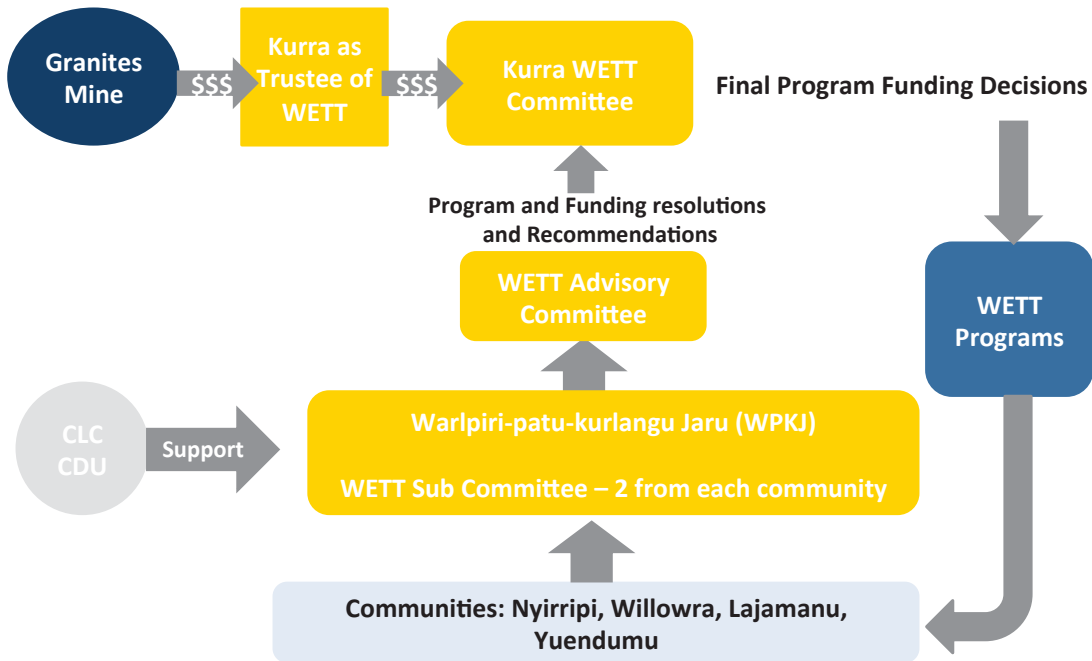 Granites
Mine
$$$
Kurra as
Trustee of
WETT
$$$
Kurra WETT
Committee
Final Program Funding Decisions
Program and Funding resolutions
and Recommendations
WETT Advisory
Committee
WETT
Programs
CLC
CDU
Support
Warlpiri-patu-kurlangu Jaru (WPKJ)
WETT Sub Committee – 2 from each community
Communities: Nyirripi, Willowra, Lajamanu,
Yuendumu